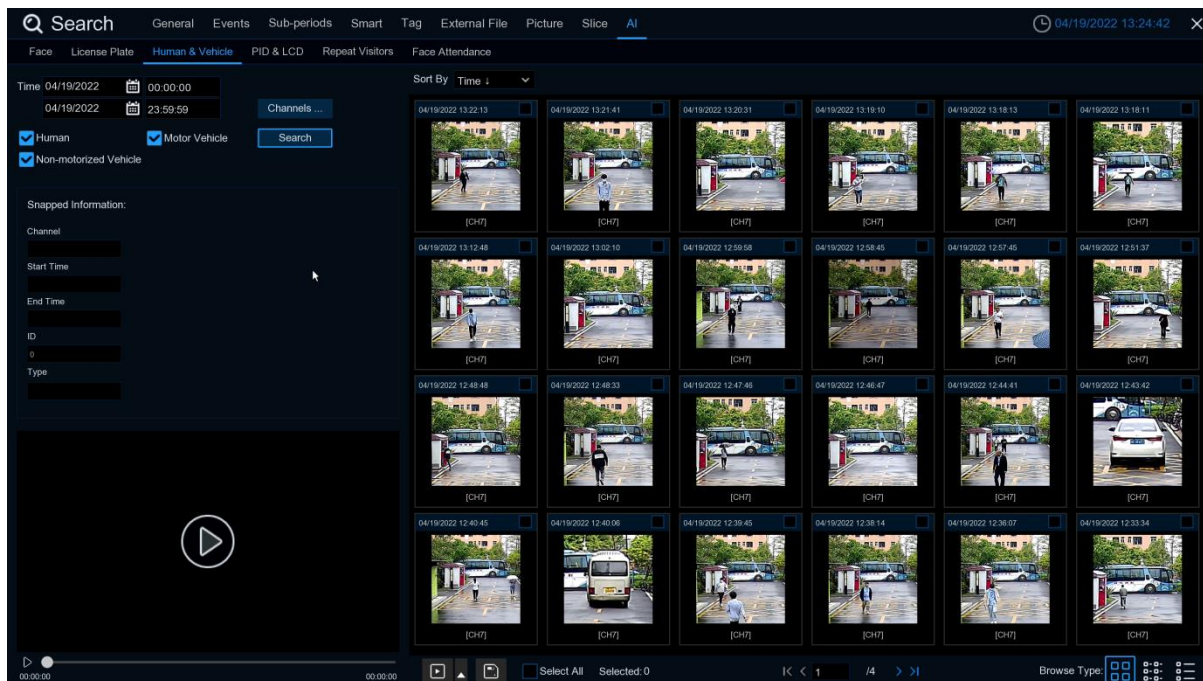 Search General Events Sub-periods Smart Tag External File Picture Slice AI 04/19/2022 13:24:42
Face License Plate Human & Vehicle PID & LCD Repeat Visitors Face Attendance
Time 04/19/2022 00:00:00
04/19/2022 23:59:59 Channels ...
Human Motor Vehicle Search
Non-motorized Vehicle
Snapped Information:
Channel
Start Time
End Time
ID
0
Type
00:00:00 00:00:00
Sort By Time ↓
04/19/2022 13:22:13 04/19/2022 13:21:41 04/19/2022 13:20:31 04/19/2022 13:19:10 04/19/2022 13:18:13 04/19/2022 13:18:11
[CH7] [CH7] [CH7] [CH7] [CH7] [CH7]
04/19/2022 13:12:48 04/19/2022 13:02:10 04/19/2022 12:59:58 04/19/2022 12:58:45 04/19/2022 12:57:45 04/19/2022 12:51:37
[CH7] [CH7] [CH7] [CH7] [CH7] [CH7]
04/19/2022 12:48:48 04/19/2022 12:48:33 04/19/2022 12:47:46 04/19/2022 12:46:47 04/19/2022 12:44:41 04/19/2022 12:43:42
[CH7] [CH7] [CH7] [CH7] [CH7] [CH7]
04/19/2022 12:40:45 04/19/2022 12:40:06 04/19/2022 12:39:45 04/19/2022 12:38:14 04/19/2022 12:36:07 04/19/2022 12:33:34
[CH7] [CH7] [CH7] [CH7] [CH7] [CH7]
Select All Selected: 0 1 /4 Browse Type: